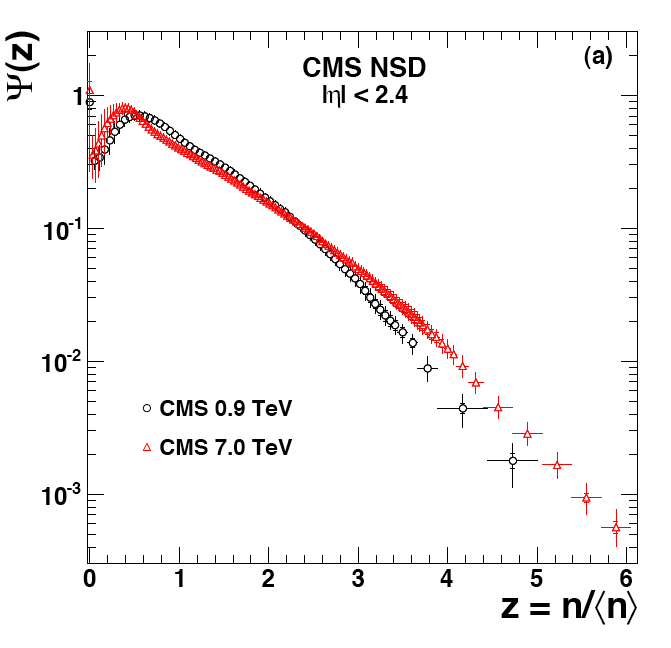 Ψ(z)
(a)
CMS NSD
|η| < 2.4
1
10⁻¹
10⁻²
10⁻³
CMS 0.9 TeV
CMS 7.0 TeV
0 1 2 3 4 5 6
z = n/⟨n⟩